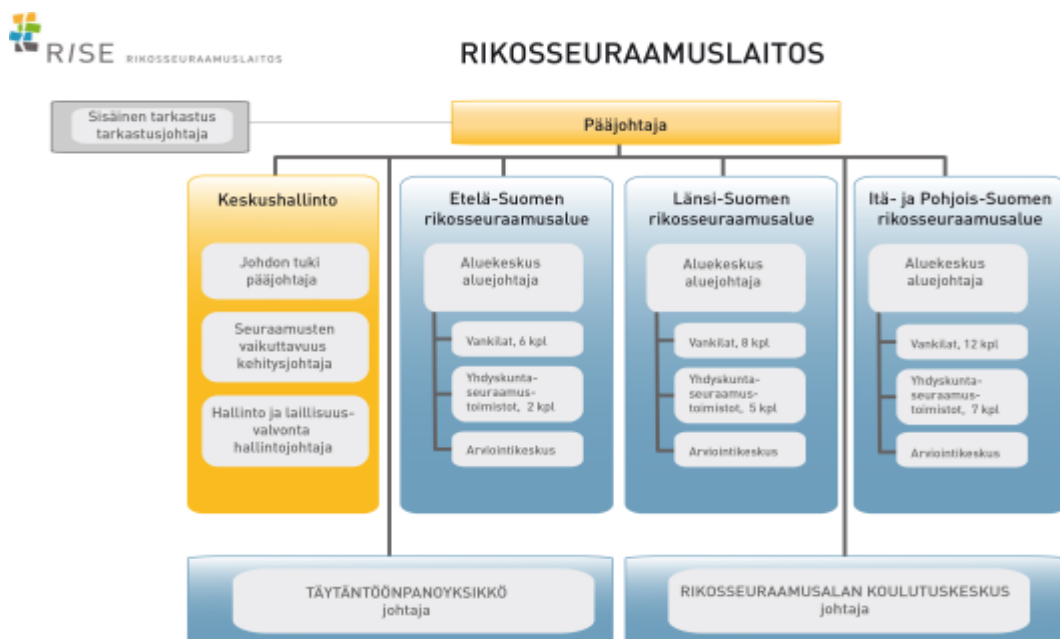 RISE RIKOSSEURAAMUSLAITOS
RIKOSSEURAAMUSLAITOS
Sisäinen tarkastus
tarkastusjohtaja
Pääjohtaja
Keskushallinto
Johdon tuki
pääjohtaja
Seuraamusten
vaikuttavuus
kehitysjohtaja
Hallinto ja laillisuus-
valvonta
hallintojohtaja
Etelä-Suomen
rikosseuraamusalue
Aluekeskus
aluejohtaja
Vankilat, 6 kpl
Yhdyskunta-
seuraamus-
toimistot, 2 kpl
Arviointikeskus
Länsi-Suomen
rikosseuraamusalue
Aluekeskus
aluejohtaja
Vankilat, 8 kpl
Yhdyskunta-
seuraamus-
toimistot, 5 kpl
Arviointikeskus
Itä- ja Pohjois-Suomen
rikosseuraamusalue
Aluekeskus
aluejohtaja
Vankilat, 12 kpl
Yhdyskunta-
seuraamus-
toimistot, 7 kpl
Arviointikeskus
TÄYTÄNTÖÖNPANOYKSIKKÖ
johtaja
RIKOSSEURAAMUSALAN KOULUTUSKESKUS
johtaja